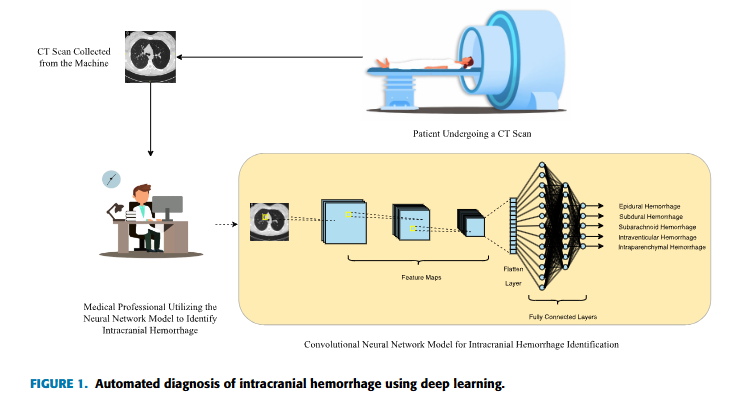 CT Scan Collected
from the Machine
Patient Undergoing a CT Scan
Medical Professional Utilizing the
Neural Network Model to Identify
Intracranial Hemorrhage
Feature Maps
Flatten
Layer
Fully Connected Layers
Epidural Hemorrhage
Subdural Hemorrhage
Subarachnoid Hemorrhage
Intraventicular Hemorrhage
Intraparenchymal Hemorrhage
Convolutional Neural Network Model for Intracranial Hemorrhage Identification
FIGURE 1. Automated diagnosis of intracranial hemorrhage using deep learning.